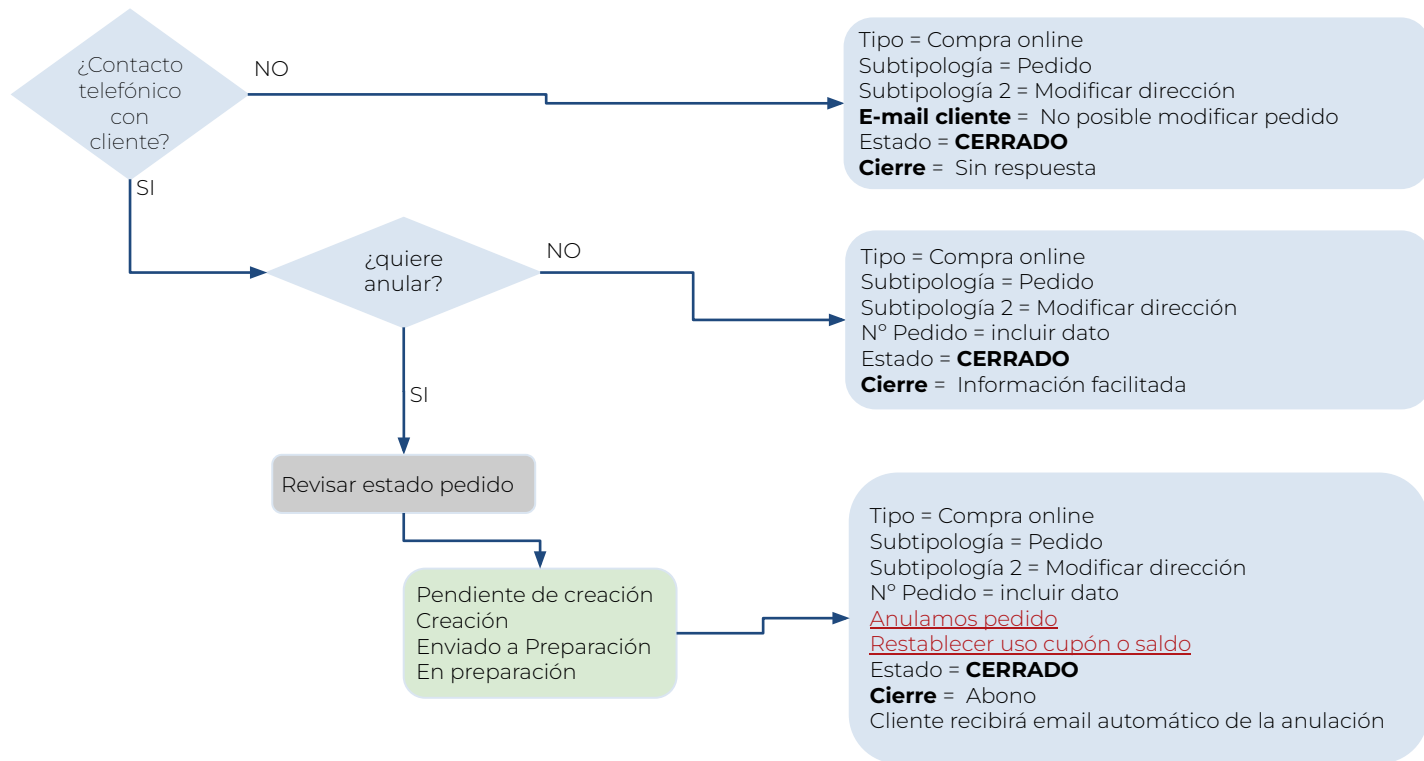 ¿Contacto
telefónico
con
cliente?
NO
SI
Tipo = Compra online
Subtipología = Pedido
Subtipología 2 = Modificar dirección
E-mail cliente = No posible modificar pedido
Estado = CERRADO
Cierre = Sin respuesta
¿quiere
anular?
NO
SI
Tipo = Compra online
Subtipología = Pedido
Subtipología 2 = Modificar dirección
Nº Pedido = incluir dato
Estado = CERRADO
Cierre = Información facilitada
Revisar estado pedido
Pendiente de creación
Creación
Enviado a Preparación
En preparación
Tipo = Compra online
Subtipología = Pedido
Subtipología 2 = Modificar dirección
Nº Pedido = incluir dato
Anulamos pedido
Restablecer uso cupón o saldo
Estado = CERRADO
Cierre = Abono
Cliente recibirá email automático de la anulación